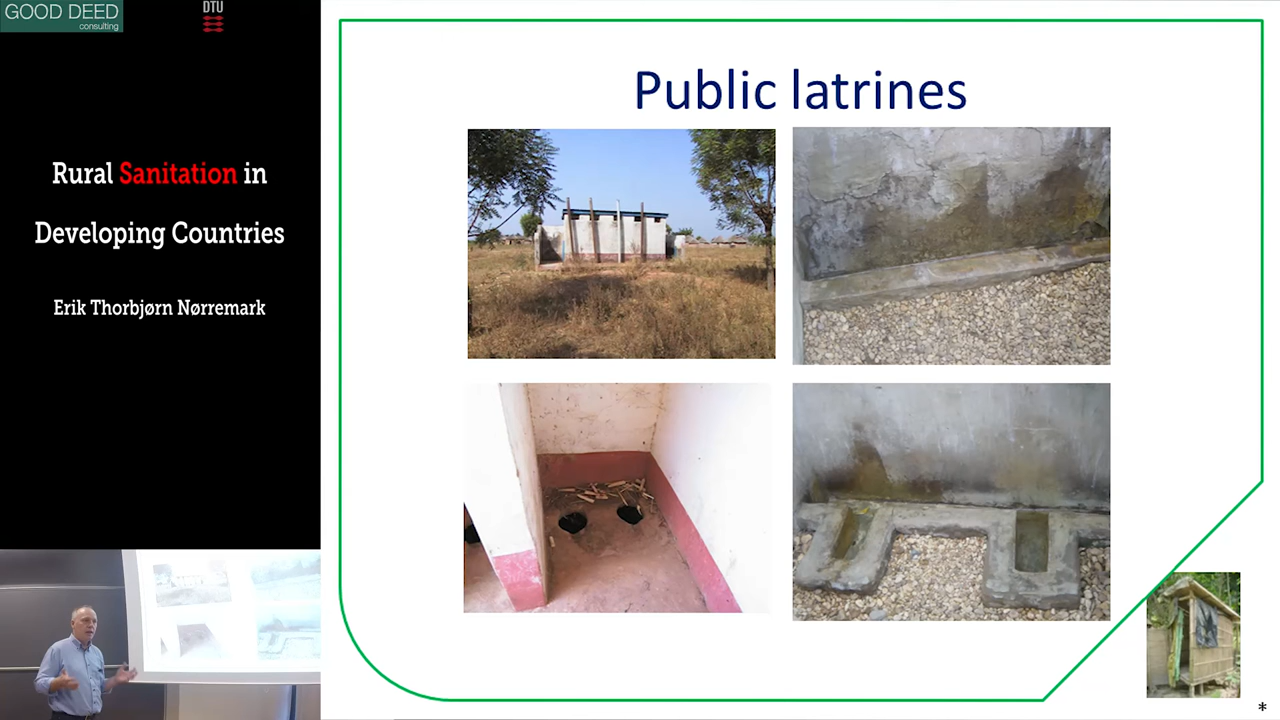 GOOD DEED
consulting
DTU
Rural Sanitation in
Developing Countries
Erik Thorbjørn Nørremark
Public latrines
*